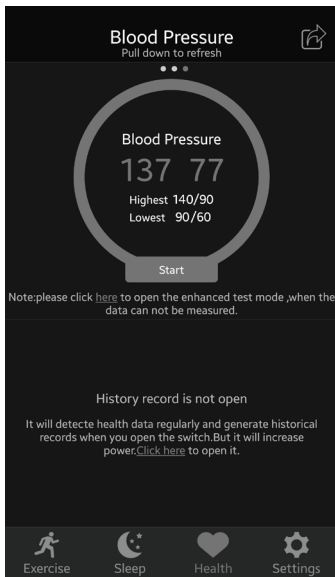 Blood Pressure
Pull down to refresh
Blood Pressure
137 77
Highest 140/90
Lowest 90/60
Start
Note:please click here to open the enhanced test mode ,when the
data can not be measured.
History record is not open
It will detecte health data regularly and generate historical
records when you open the switch.But it will increase
power.Click here to open it.
Exercise Sleep Health Settings